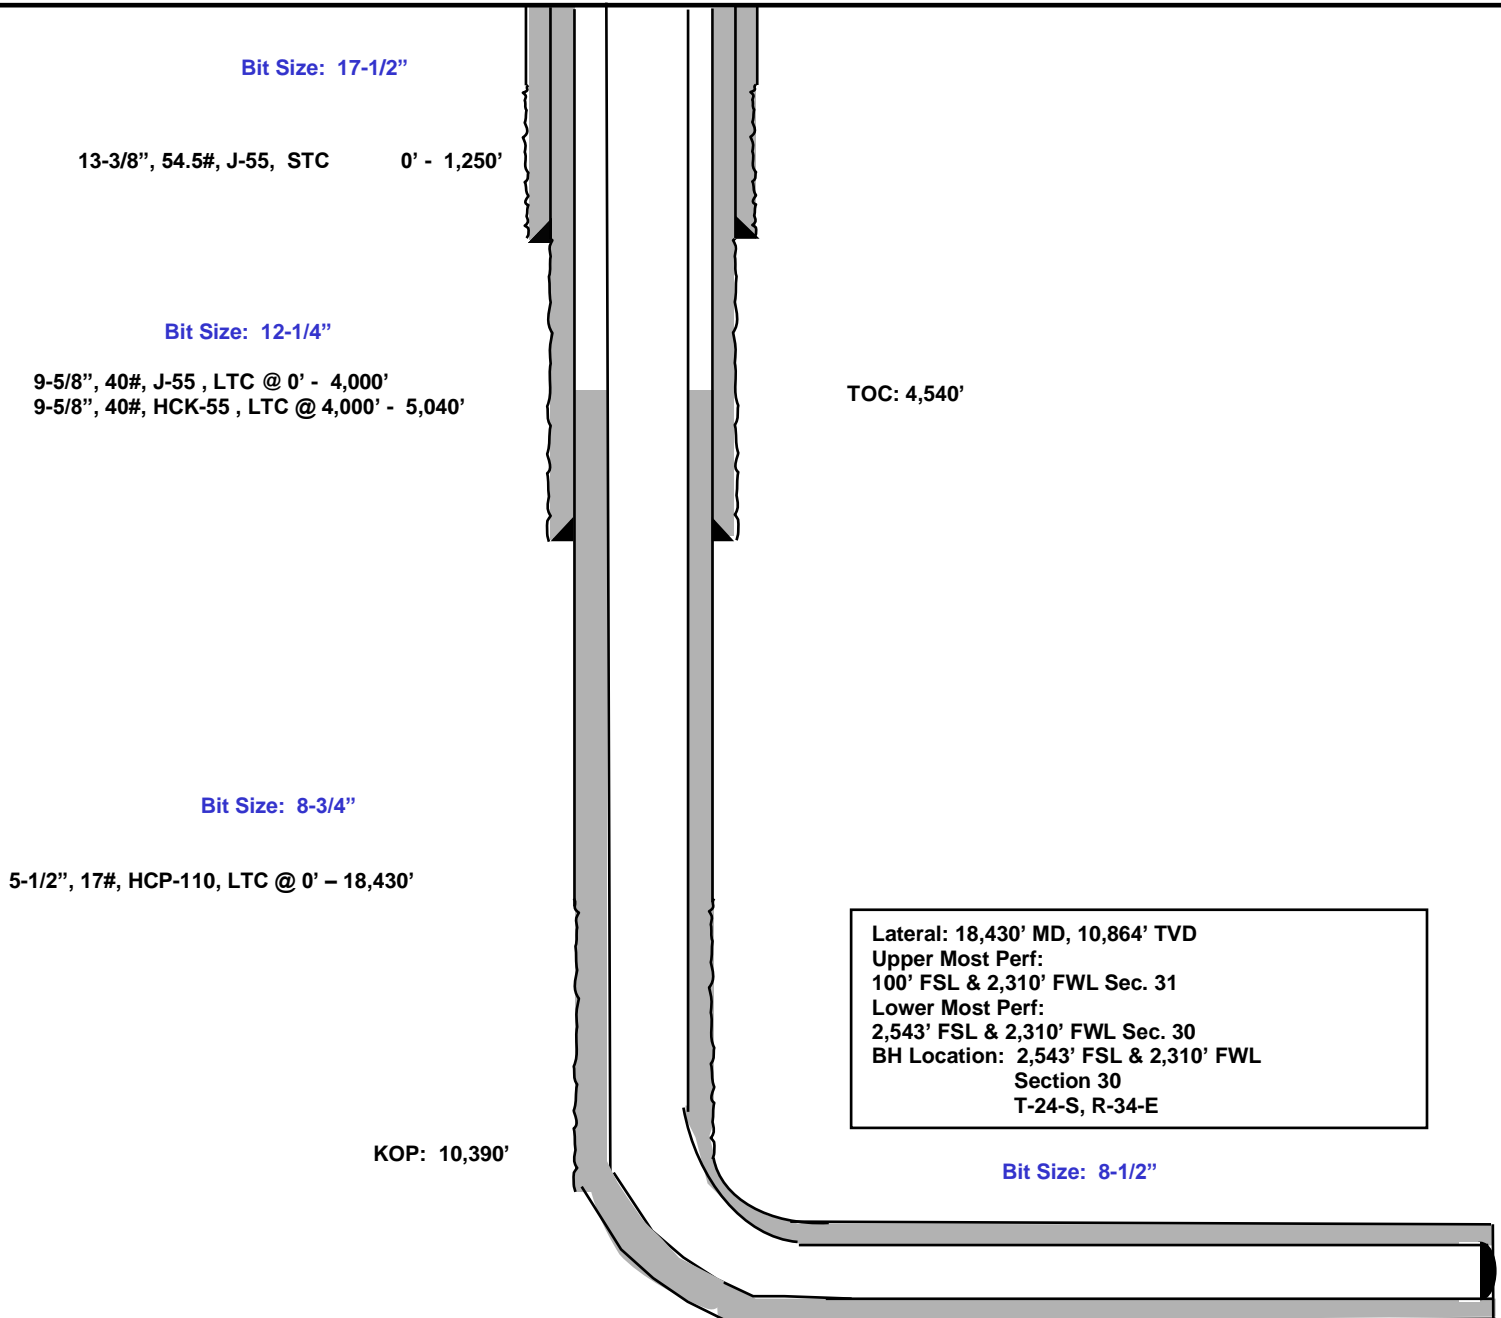 Bit Size:  17-1/2”
13-3/8”, 54.5#, J-55,  STC 0’ -  1,250’
Bit Size:  12-1/4”
9-5/8”, 40#, J-55 , LTC @ 0’ -  4,000’
9-5/8”, 40#, HCK-55 , LTC @ 4,000’ -  5,040’
TOC: 4,540’
Bit Size:  8-3/4”
5-1/2”, 17#, HCP-110, LTC @ 0’ – 18,430’
Lateral: 18,430’ MD, 10,864’ TVD
Upper Most Perf:
100’ FSL & 2,310’ FWL Sec. 31
Lower Most Perf:
2,543’ FSL & 2,310’ FWL Sec. 30
BH Location:  2,543’ FSL & 2,310’ FWL
Section 30
T-24-S, R-34-E
KOP:  10,390’
Bit Size:  8-1/2”